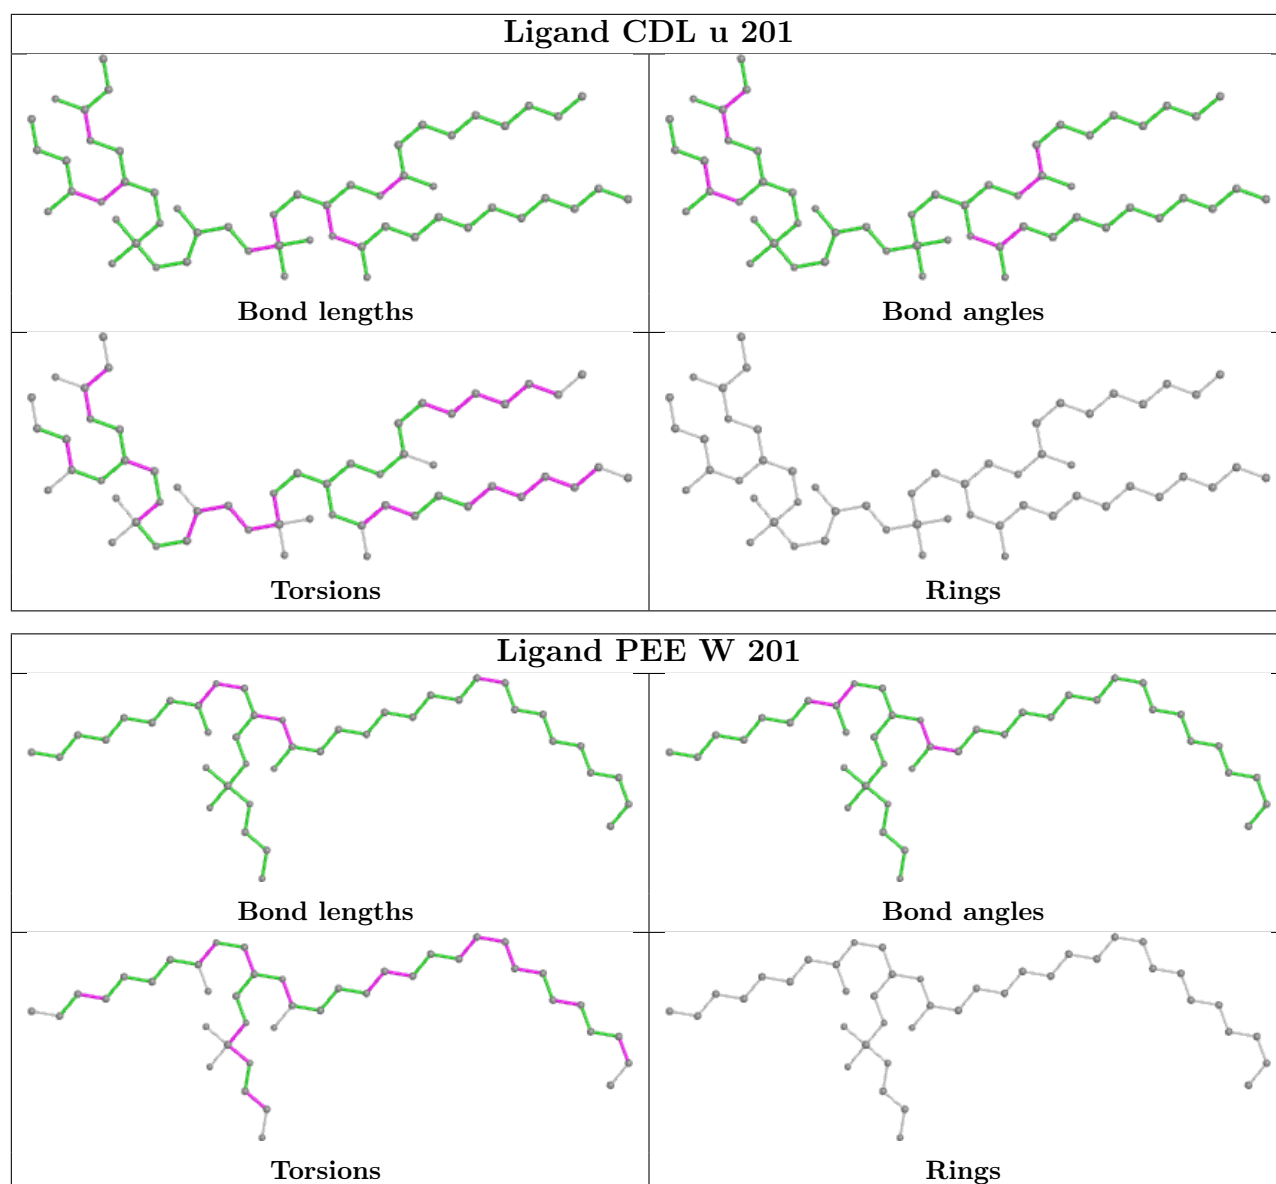 Ligand CDL u 201
Bond lengths
Bond angles
Torsions
Rings
Ligand PEE W 201
Bond lengths
Bond angles
Torsions
Rings